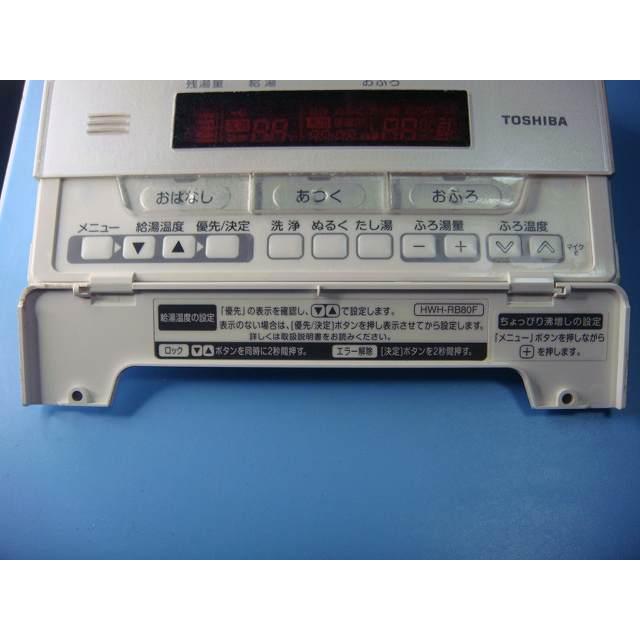 残湯量 給湯 おふろ
TOSHIBA
おはなし あつく おふろ
メニュー 給湯温度 優先/決定 洗浄 ぬるく たし湯 ふろ湯量 ふろ温度
▼ ▲ − + マイク
給湯温度の設定 「優先」の表示を確認し、▼▲で設定します。 HWH-RB80F
表示のない場合は、[優先/決定]ボタンを押し表示させてから設定します。
詳しくは取扱説明書をお読みください。
ロック ▼▲ボタンを同時に2秒間押す。 エラー解除 [決定]ボタンを2秒間押す。
ちょっぴり沸増しの設定
「メニュー」ボタンを押しながら
+を押します。